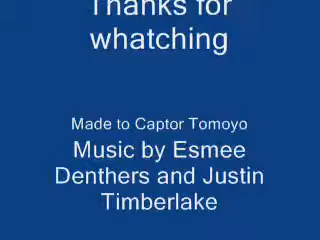 Thanks for
whatching
Made to Captor Tomoyo
Music by Esmee
Denthers and Justin
Timberlake